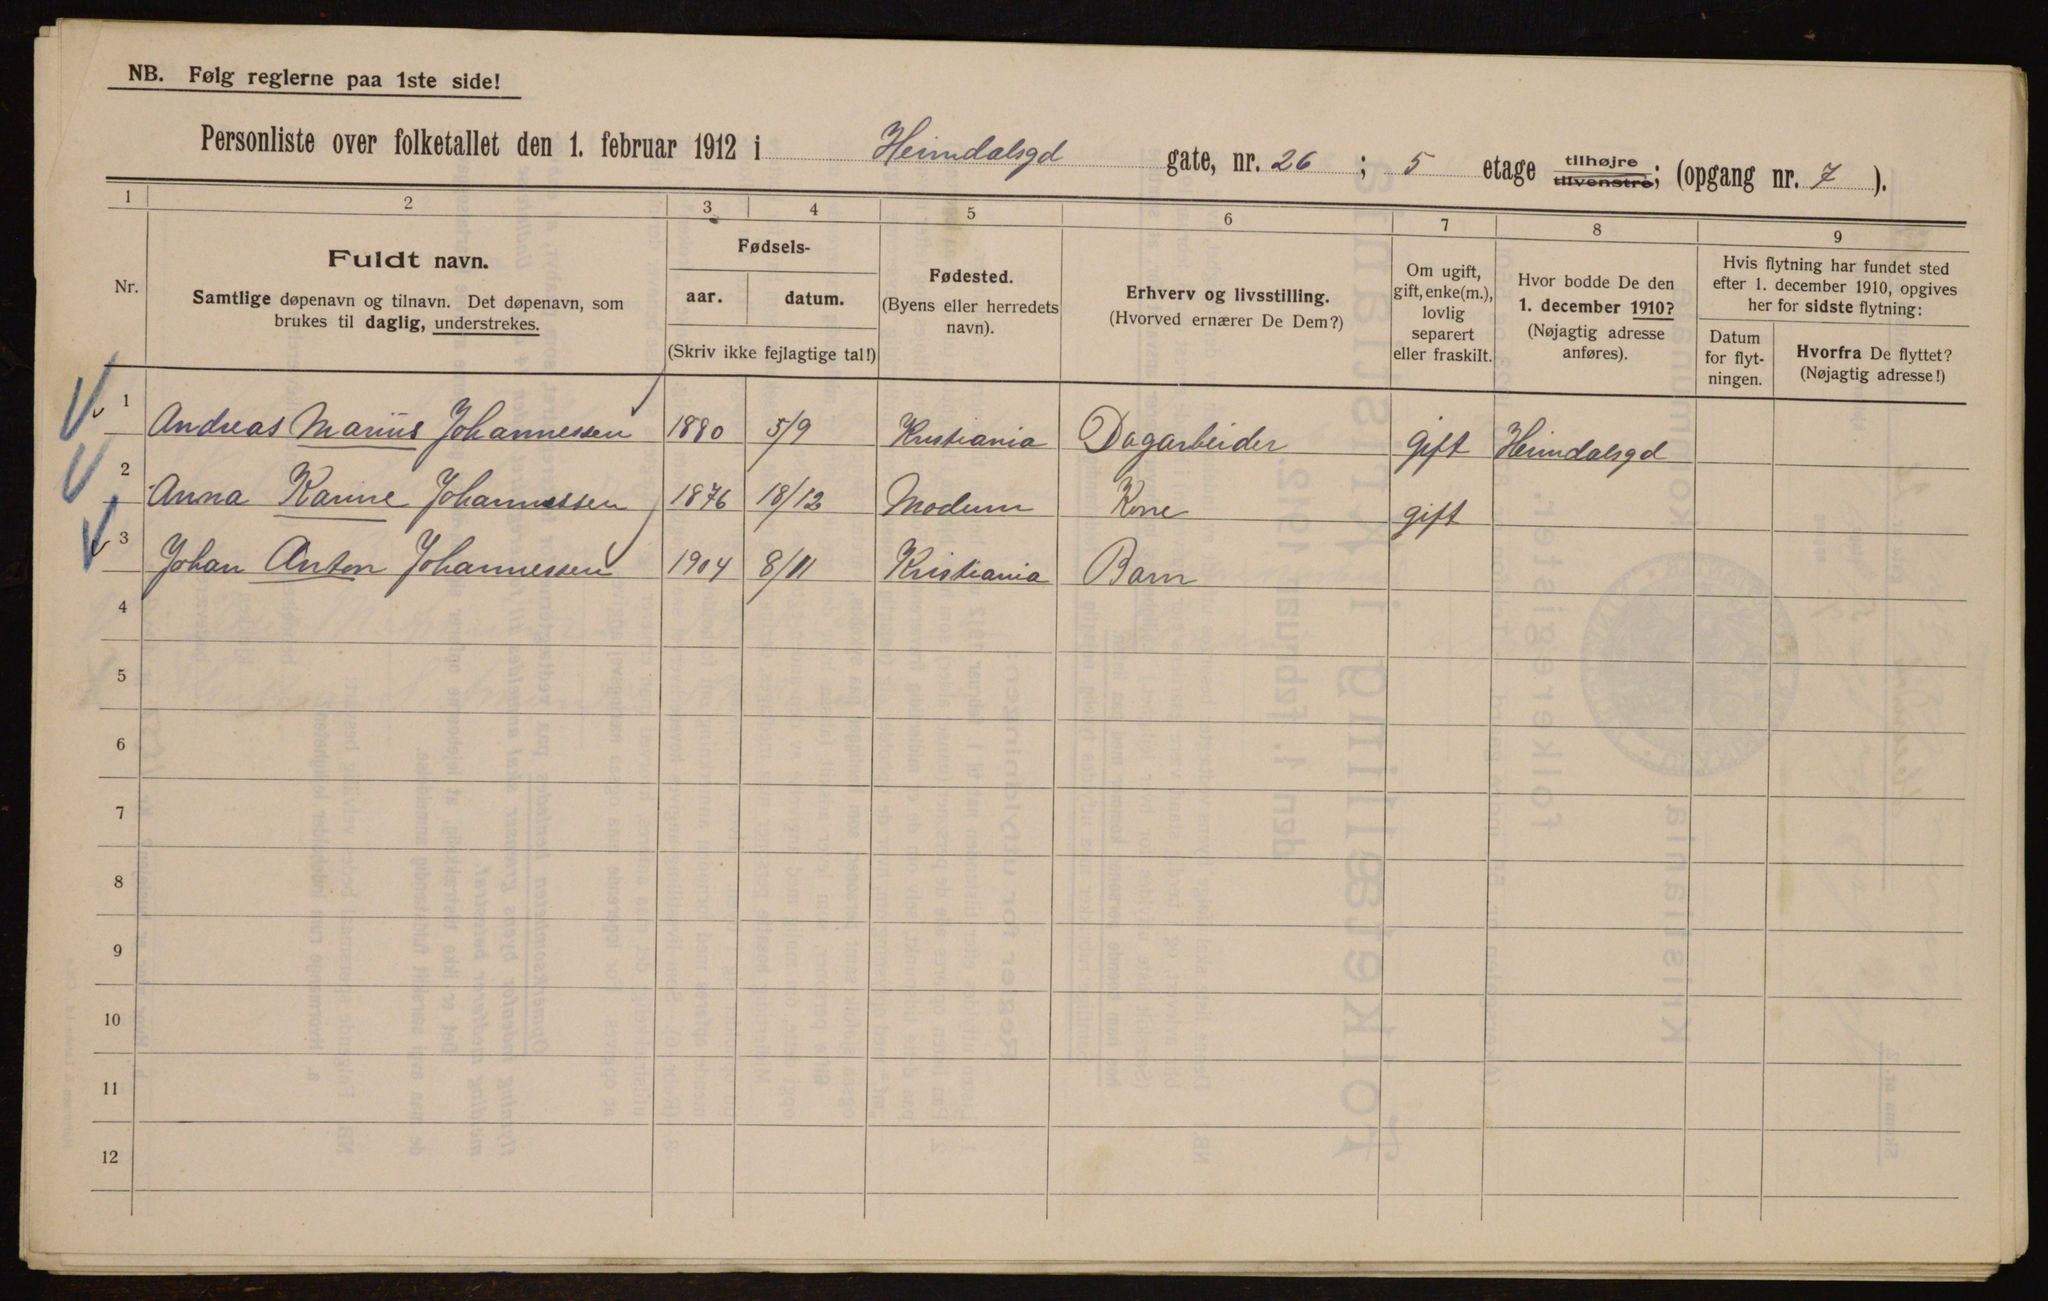 NB. Følg reglerne paa 1ste side!
Personliste over folketallet den 1. februar 1912 i Heimdalsgd gate, nr. 26 ; 5 etage tilhøjre tilvenstre; (opgang nr. 7 ).
1 2 3 4 5 6 7 8 9
Nr.
Fuldt navn.
Samtlige døpenavn og tilnavn. Det døpenavn, som
brukes til daglig, understrekes.
Fødsels-
aar. datum.
(Skriv ikke fejlagtige tal!)
Fødested.
(Byens eller herredets
navn).
Erhverv og livsstilling.
(Hvorved ernærer De Dem?)
Om ugift,
gift, enke(m.),
lovlig
separert
eller fraskilt.
Hvor bodde De den
1. december 1910?
(Nøjagtig adresse
anføres).
Hvis flytning har fundet sted
efter 1. december 1910, opgives
her for sidste flytning:
Datum
for flyt-
ningen.
Hvorfra De flyttet?
(Nøjagtig adresse!)
1 Andreas Marius Johannessen 1880 5/9 Kristiania Dagarbeider gift Heimdalsgd
2 Anna Karine Johannessen 1876 18/12 Modum Kone gift
3 Johan Anton Johannessen 1904 8/11 Kristiania Barn
4
5
6
7
8
9
10
11
12